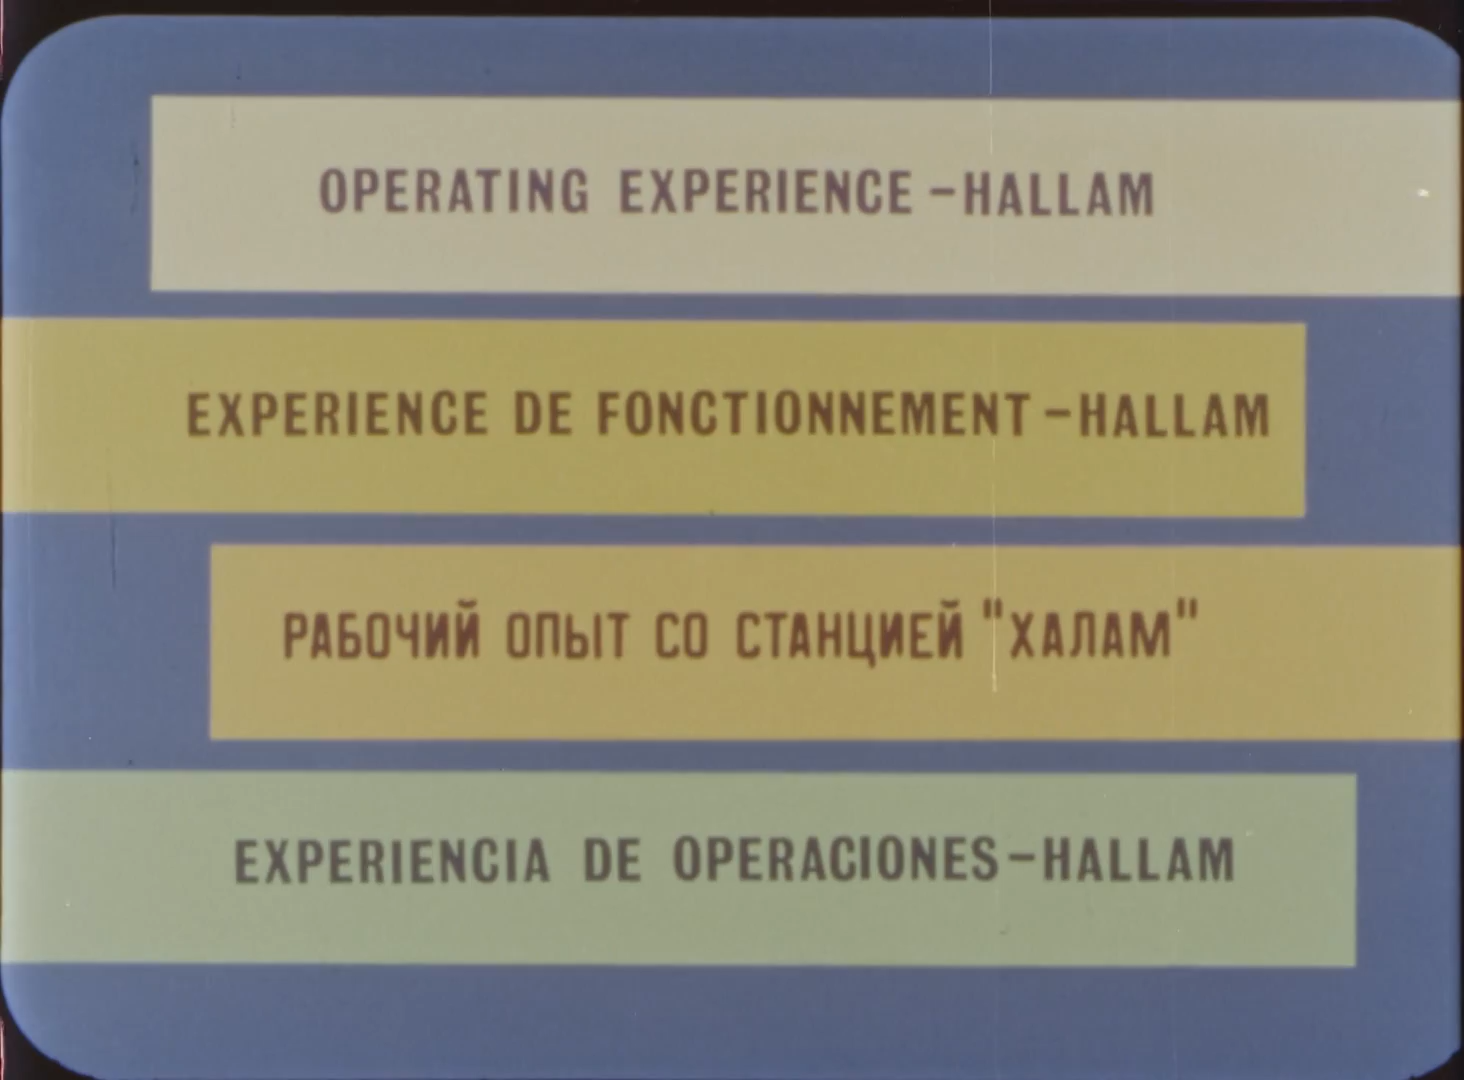 OPERATING EXPERIENCE - HALLAM
EXPERIENCE DE FONCTIONNEMENT - HALLAM
РАБОЧИЙ ОПЫТ СО СТАНЦИЕЙ "ХАЛАМ"
EXPERIENCIA DE OPERACIONES - HALLAM